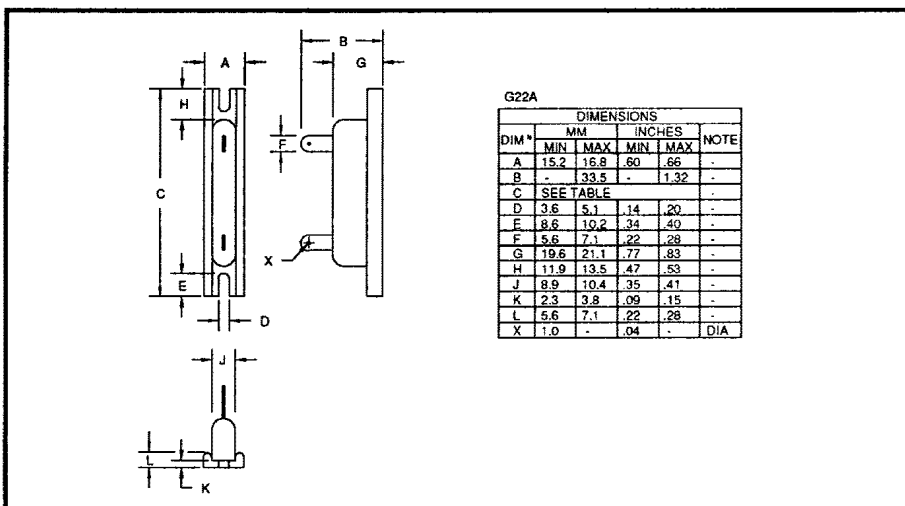 B
A
G
H
F
C
X
E
D
J
L
K
G22A
DIMENSIONS
DIM* MM INCHES NOTE
MIN MAX MIN MAX
A 15.2 16.8 .60 .66 -
B - 33.5 - 1.32 -
C SEE TABLE -
D 3.6 5.1 .14 .20 -
E 8.6 10.2 .34 .40 -
F 5.6 7.1 .22 .28 -
G 19.6 21.1 .77 .83 -
H 11.9 13.5 .47 .53 -
J 8.9 10.4 .35 .41 -
K 2.3 3.8 .09 .15 -
L 5.6 7.1 .22 .28 -
X 1.0 - .04 - DIA